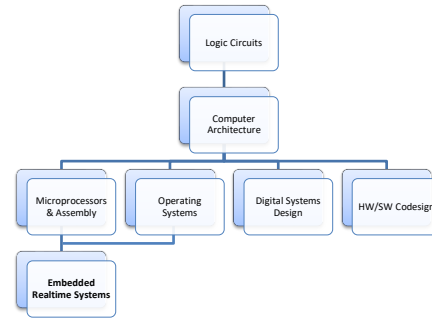 Logic Circuits
Computer
Architecture
Microprocessors
& Assembly
Operating
Systems
Digital Systems
Design
HW/SW Codesign
Embedded
Realtime Systems